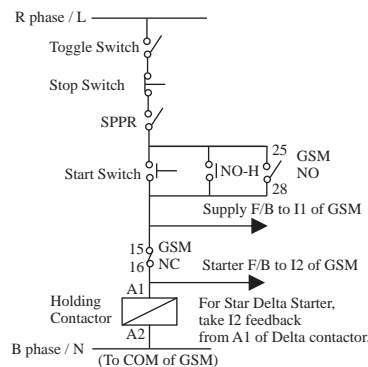 R phase / L
Toggle Switch
Stop Switch
SPPR
25
GSM
NO
Start Switch
NO-H
28
Supply F/B to I1 of GSM
15
GSM
NC
16
Starter F/B to I2 of GSM
A1
Holding
Contactor
For Star Delta Starter,
take I2 feedback
from A1 of Delta contactor.
A2
B phase / N
(To COM of GSM)